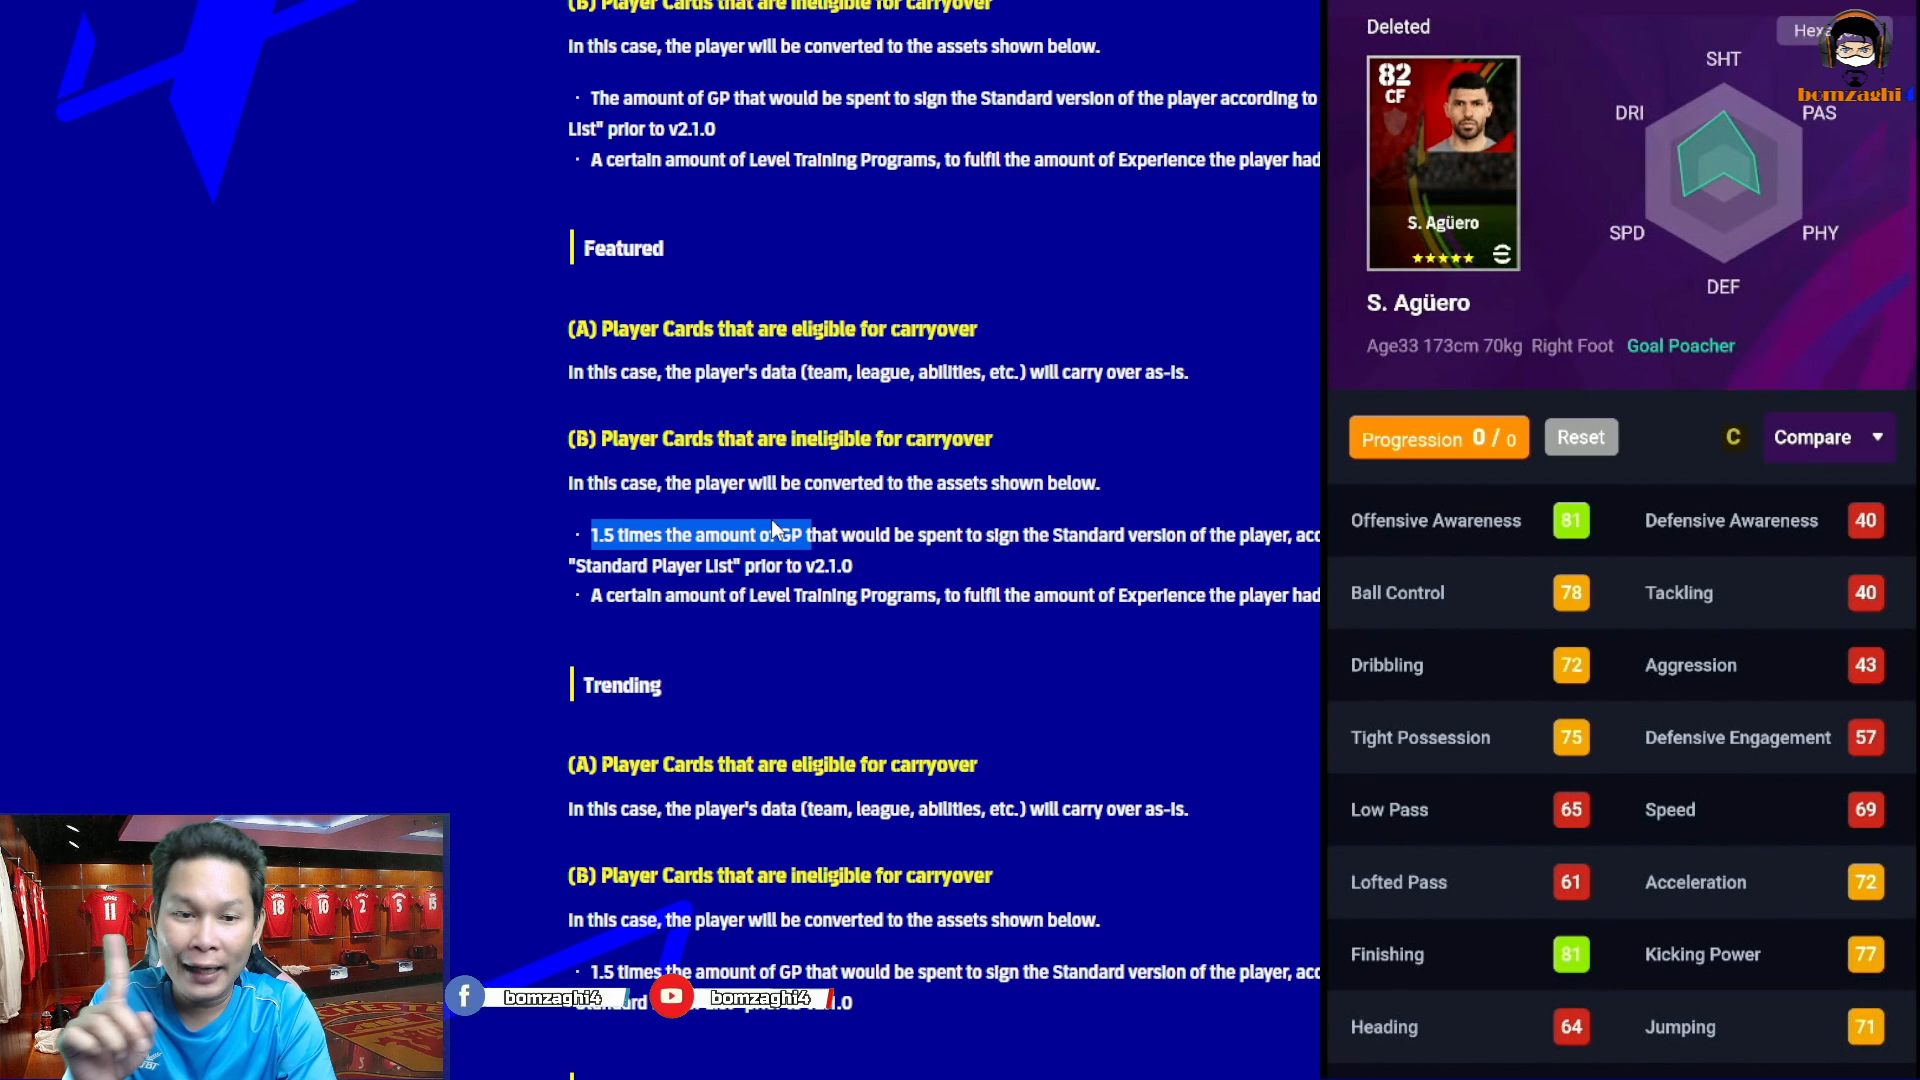 (B) Player Cards that are ineligible for carryover
In this case, the player will be converted to the assets shown below.
· The amount of GP that would be spent to sign the Standard version of the player according to
List" prior to v2.1.0
· A certain amount of Level Training Programs, to fulfil the amount of Experience the player had
Featured
(A) Player Cards that are eligible for carryover
In this case, the player's data (team, league, abilities, etc.) will carry over as-is.
(B) Player Cards that are ineligible for carryover
In this case, the player will be converted to the assets shown below.
· 1.5 times the amount of GP that would be spent to sign the Standard version of the player, acc
"Standard Player List" prior to v2.1.0
· A certain amount of Level Training Programs, to fulfil the amount of Experience the player had
Trending
(A) Player Cards that are eligible for carryover
In this case, the player's data (team, league, abilities, etc.) will carry over as-is.
(B) Player Cards that are ineligible for carryover
In this case, the player will be converted to the assets shown below.
· 1.5 times the amount of GP that would be spent to sign the Standard version of the player, acc
bomzaghi4
bomzaghi4
11
18
10
2
5
15
Deleted
82
CF
S. Agüero
★★★★★
SHT
PAS
PHY
DEF
SPD
DRI
bomzaghi4
S. Agüero
Age33 173cm 70kg Right Foot Goal Poacher
Progression 0 / 0
Reset
C
Compare
Offensive Awareness 81 Defensive Awareness 40
Ball Control 78 Tackling 40
Dribbling 72 Aggression 43
Tight Possession 75 Defensive Engagement 57
Low Pass 65 Speed 69
Lofted Pass 61 Acceleration 72
Finishing 81 Kicking Power 77
Heading 64 Jumping 71